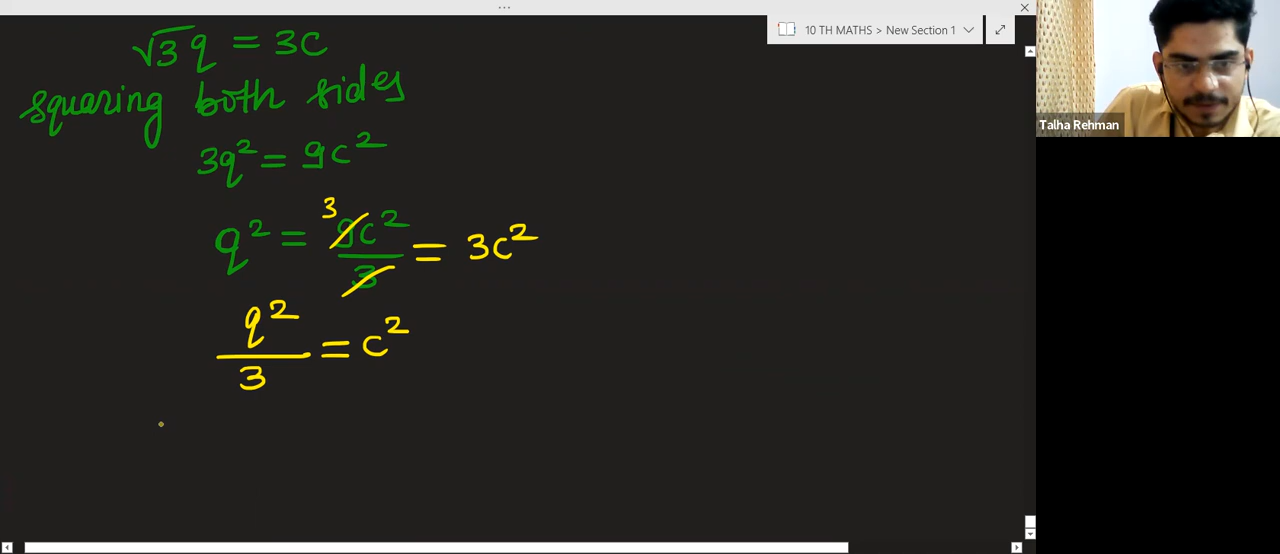 10 TH MATHS > New Section 1
Talha Rehman
√3q = 3c
squaring both sides
3q² = 9c²
q² = 9c²/3 = 3c²
3
q²/3 = c²